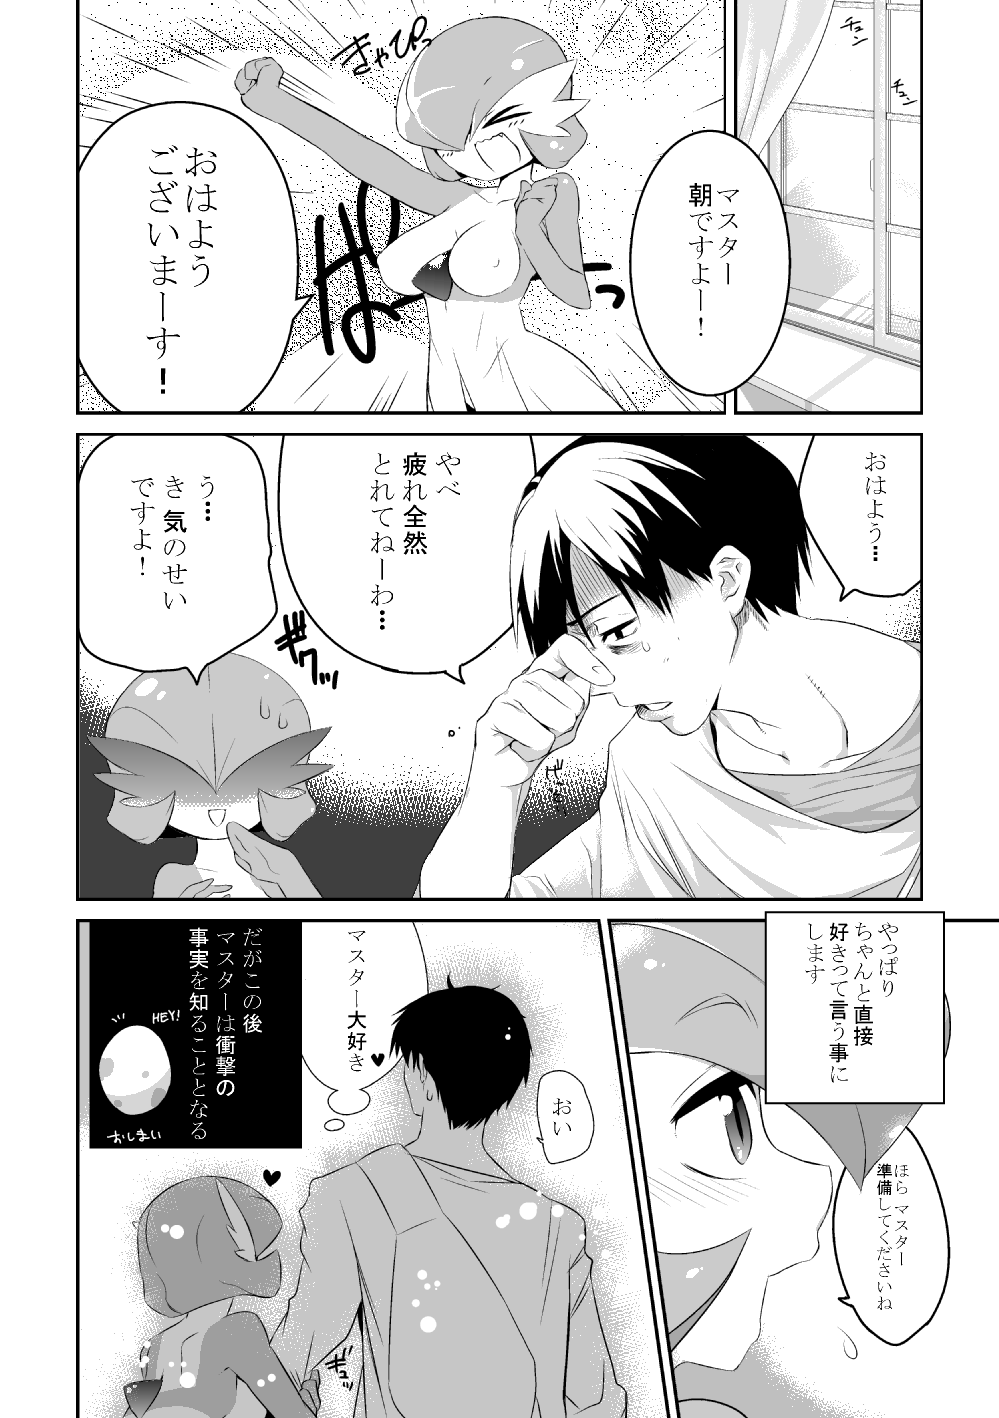 チュン
チュン
マスター
朝ですよー!
きゃぴっ
おはよう
ございまーす!
おはよう…
やべ
疲れ全然
とれてねーわ…
う…
き 気のせい
ですよ!
ギクッ
やっぱり
ちゃんと直接
好きって言う事に
します
ほら マスター
準備してくださいね
おい
マスター大好き♥
ギュッ
だがこの後
マスターは衝撃の
事実を知ることとなる
HEY!
おしまい